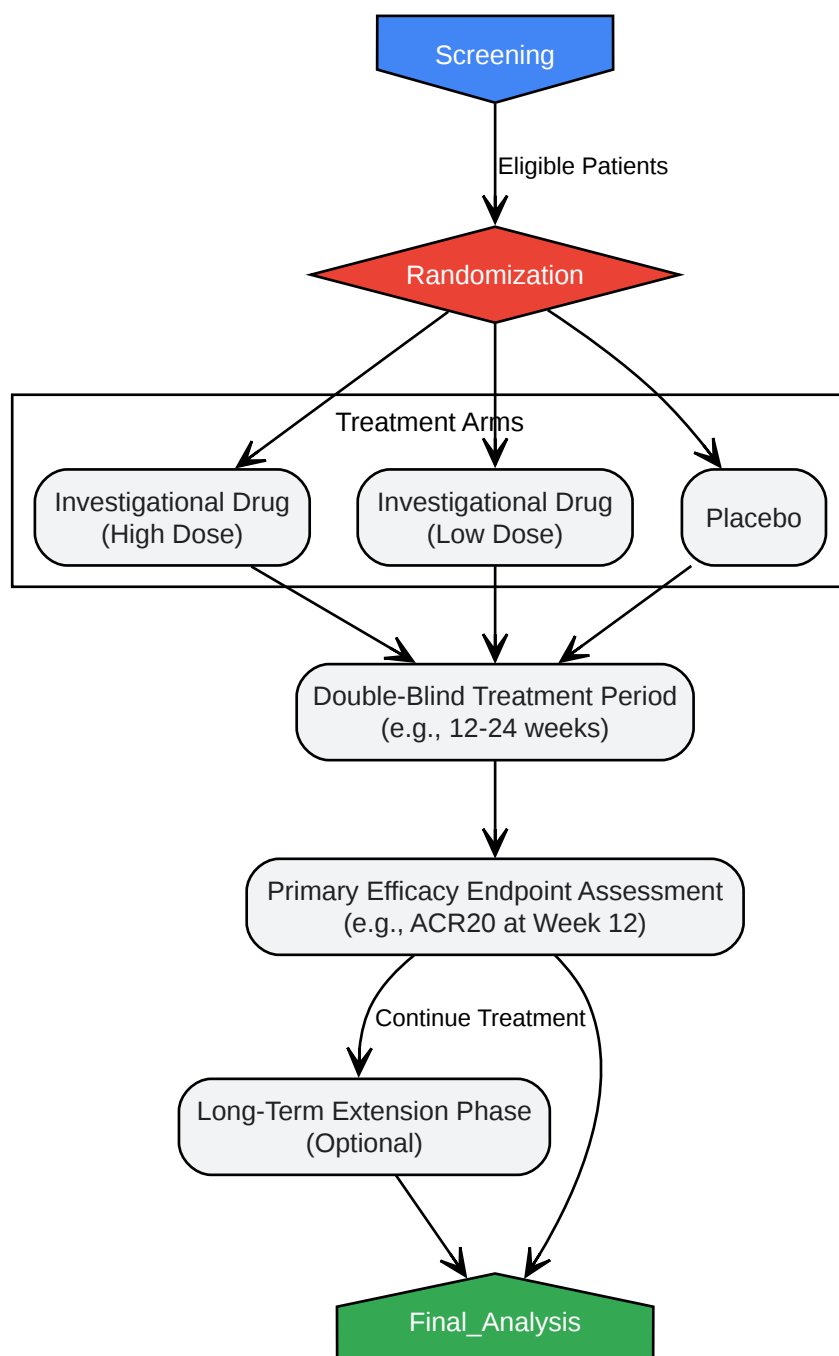 Screening
Eligible Patients
Randomization
Treatment Arms
Investigational Drug
(High Dose)
Investigational Drug
(Low Dose)
Placebo
Double-Blind Treatment Period
(e.g., 12-24 weeks)
Primary Efficacy Endpoint Assessment
(e.g., ACR20 at Week 12)
Continue Treatment
Long-Term Extension Phase
(Optional)
Final_Analysis